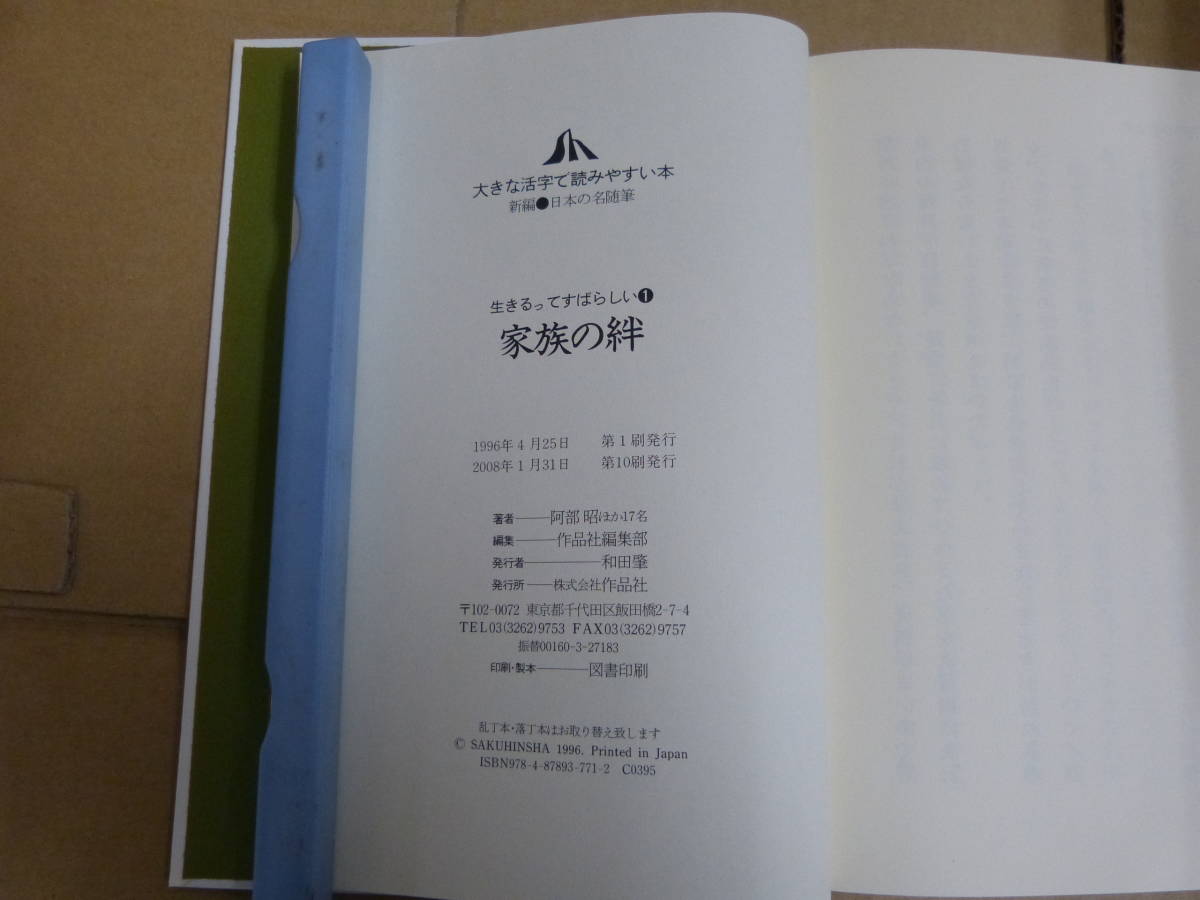 大きな活字で読みやすい本
新編●日本の名随筆
生きるってすばらしい❶
家族の絆
1996年4月25日 第1刷発行
2008年1月31日 第10刷発行
著者――阿部 昭ほか17名
編集――作品社編集部
発行者――和田肇
発行所――株式会社作品社
〒102-0072 東京都千代田区飯田橋2-7-4
TEL03(3262)9753 FAX03(3262)9757
振替00160-3-27183
印刷・製本――図書印刷
乱丁本・落丁本はお取り替え致します
© SAKUHINSHA 1996. Printed in Japan
ISBN978-4-87893-771-2 C0395